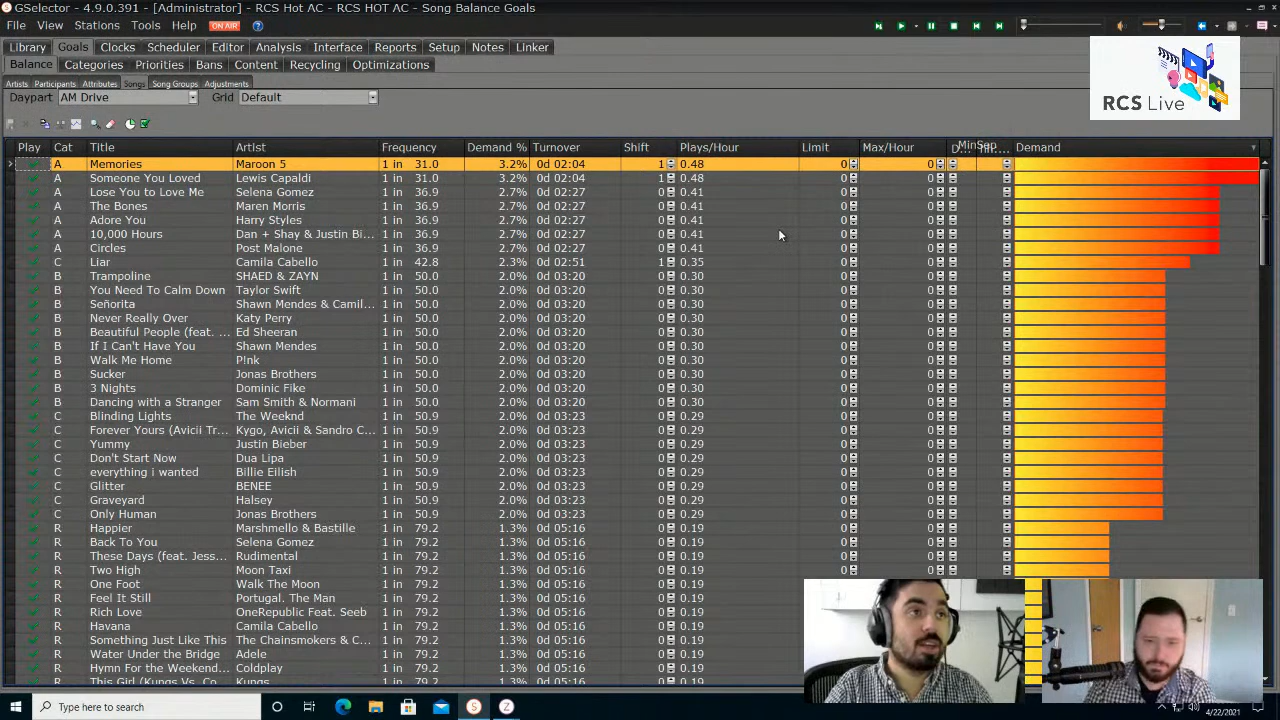 GSelector - 4.9.0.391 - [Administrator] - RCS Hot AC - RCS HOT AC - Song Balance Goals
File View Stations Tools Help ON AIR
Library Goals Clocks Scheduler Editor Analysis Interface Reports Setup Notes Linker
Balance Categories Priorities Bans Content Recycling Optimizations
RCS Live
Artists Participants Attributes Songs Song Groups Adjustments
Daypart AM Drive Grid Default
Play Cat Title Artist Frequency Demand % Turnover Shift Plays/Hour Limit Max/Hour MinSep Demand
A Memories Maroon 5 1 in 31.0 3.2% 0d 02:04 1 0.48 0 0
A Someone You Loved Lewis Capaldi 1 in 31.0 3.2% 0d 02:04 1 0.48 0 0
A Lose You to Love Me Selena Gomez 1 in 36.9 2.7% 0d 02:27 0 0.41 0 0
A The Bones Maren Morris 1 in 36.9 2.7% 0d 02:27 0 0.41 0 0
A Adore You Harry Styles 1 in 36.9 2.7% 0d 02:27 0 0.41 0 0
A 10,000 Hours Dan + Shay & Justin Bi... 1 in 36.9 2.7% 0d 02:27 0 0.41 0 0
A Circles Post Malone 1 in 36.9 2.7% 0d 02:27 0 0.41 0 0
C Liar Camila Cabello 1 in 42.8 2.3% 0d 02:51 1 0.35 0 0
B Trampoline SHAED & ZAYN 1 in 50.0 2.0% 0d 03:19 0 0.30 0 0
B You Need To Calm Down Taylor Swift 1 in 50.0 2.0% 0d 03:19 0 0.30 0 0
B Señorita Shawn Mendes & Camil... 1 in 50.0 2.0% 0d 03:19 0 0.30 0 0
B Never Really Over Katy Perry 1 in 50.0 2.0% 0d 03:19 0 0.30 0 0
B Beautiful People (feat. ... Ed Sheeran 1 in 50.0 2.0% 0d 03:19 0 0.30 0 0
B If I Can't Have You Shawn Mendes 1 in 50.0 2.0% 0d 03:19 0 0.30 0 0
B Walk Me Home P!nk 1 in 50.0 2.0% 0d 03:19 0 0.30 0 0
B Sucker Jonas Brothers 1 in 50.0 2.0% 0d 03:19 0 0.30 0 0
B 3 Nights Dominic Fike 1 in 50.0 2.0% 0d 03:19 0 0.30 0 0
B Dancing with a Stranger Sam Smith & Normani 1 in 50.0 2.0% 0d 03:19 0 0.30 0 0
C Blinding Lights The Weeknd 1 in 50.9 2.0% 0d 03:23 0 0.29 0 0
C Forever Yours (Avicii Tr... Kygo, Avicii & Sandro C... 1 in 50.9 2.0% 0d 03:23 0 0.29 0 0
C Yummy Justin Bieber 1 in 50.9 2.0% 0d 03:23 0 0.29 0 0
C Don't Start Now Dua Lipa 1 in 50.9 2.0% 0d 03:23 0 0.29 0 0
C everything i wanted Billie Eilish 1 in 50.9 2.0% 0d 03:23 0 0.29 0 0
C Glitter BENEE 1 in 50.9 2.0% 0d 03:23 0 0.29 0 0
C Graveyard Halsey 1 in 50.9 2.0% 0d 03:23 0 0.29 0 0
C Only Human Jonas Brothers 1 in 50.9 2.0% 0d 03:23 0 0.29 0 0
R Happier Marshmello & Bastille 1 in 79.2 1.3% 0d 05:16 0 0.19 0 0
R Back To You Selena Gomez 1 in 79.2 1.3% 0d 05:16 0 0.19 0 0
R These Days (feat. Jess... Rudimental 1 in 79.2 1.3% 0d 05:16 0 0.19 0 0
R Two High Moon Taxi 1 in 79.2 1.3% 0d 05:16 0 0.19 0 0
R One Foot Walk The Moon 1 in 79.2 1.3% 0d 05:16 0 0.19
R Feel It Still Portugal. The Man 1 in 79.2 1.3% 0d 05:16 0 0.19
R Rich Love OneRepublic Feat. Seeb 1 in 79.2 1.3% 0d 05:16 0 0.19
R Havana Camila Cabello 1 in 79.2 1.3% 0d 05:16 0 0.19
R Something Just Like This The Chainsmokers & C... 1 in 79.2 1.3% 0d 05:16 0 0.19
R Water Under the Bridge Adele 1 in 79.2 1.3% 0d 05:16 0 0.19
R Hymn For the Weekend... Coldplay 1 in 79.2 1.3% 0d 05:16 0 0.19
R This Girl (Kungs Vs. Co... Kungs 1 in 79.2 1.3% 0d 05:16 0 0.19
Type here to search
4/22/2021